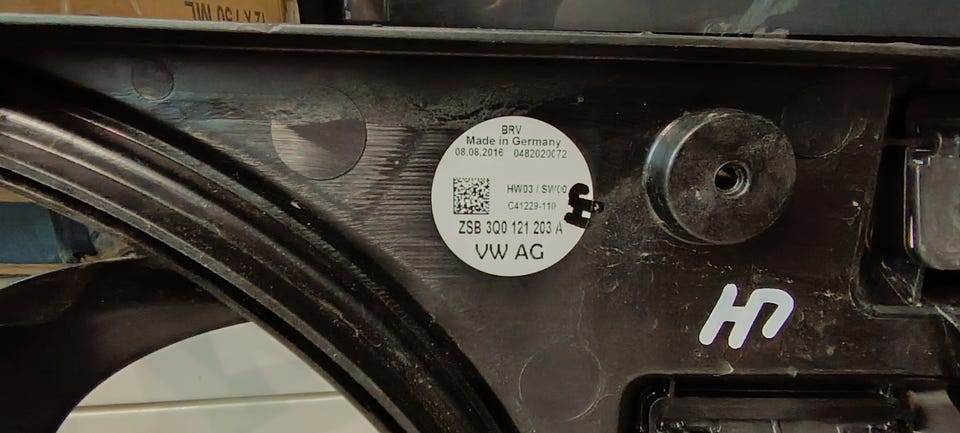 BRV
Made in Germany
08.08.2016 0482020072
HW03 / SW00
C41229-110
ZSB 3Q0 121 203 A
VW AG